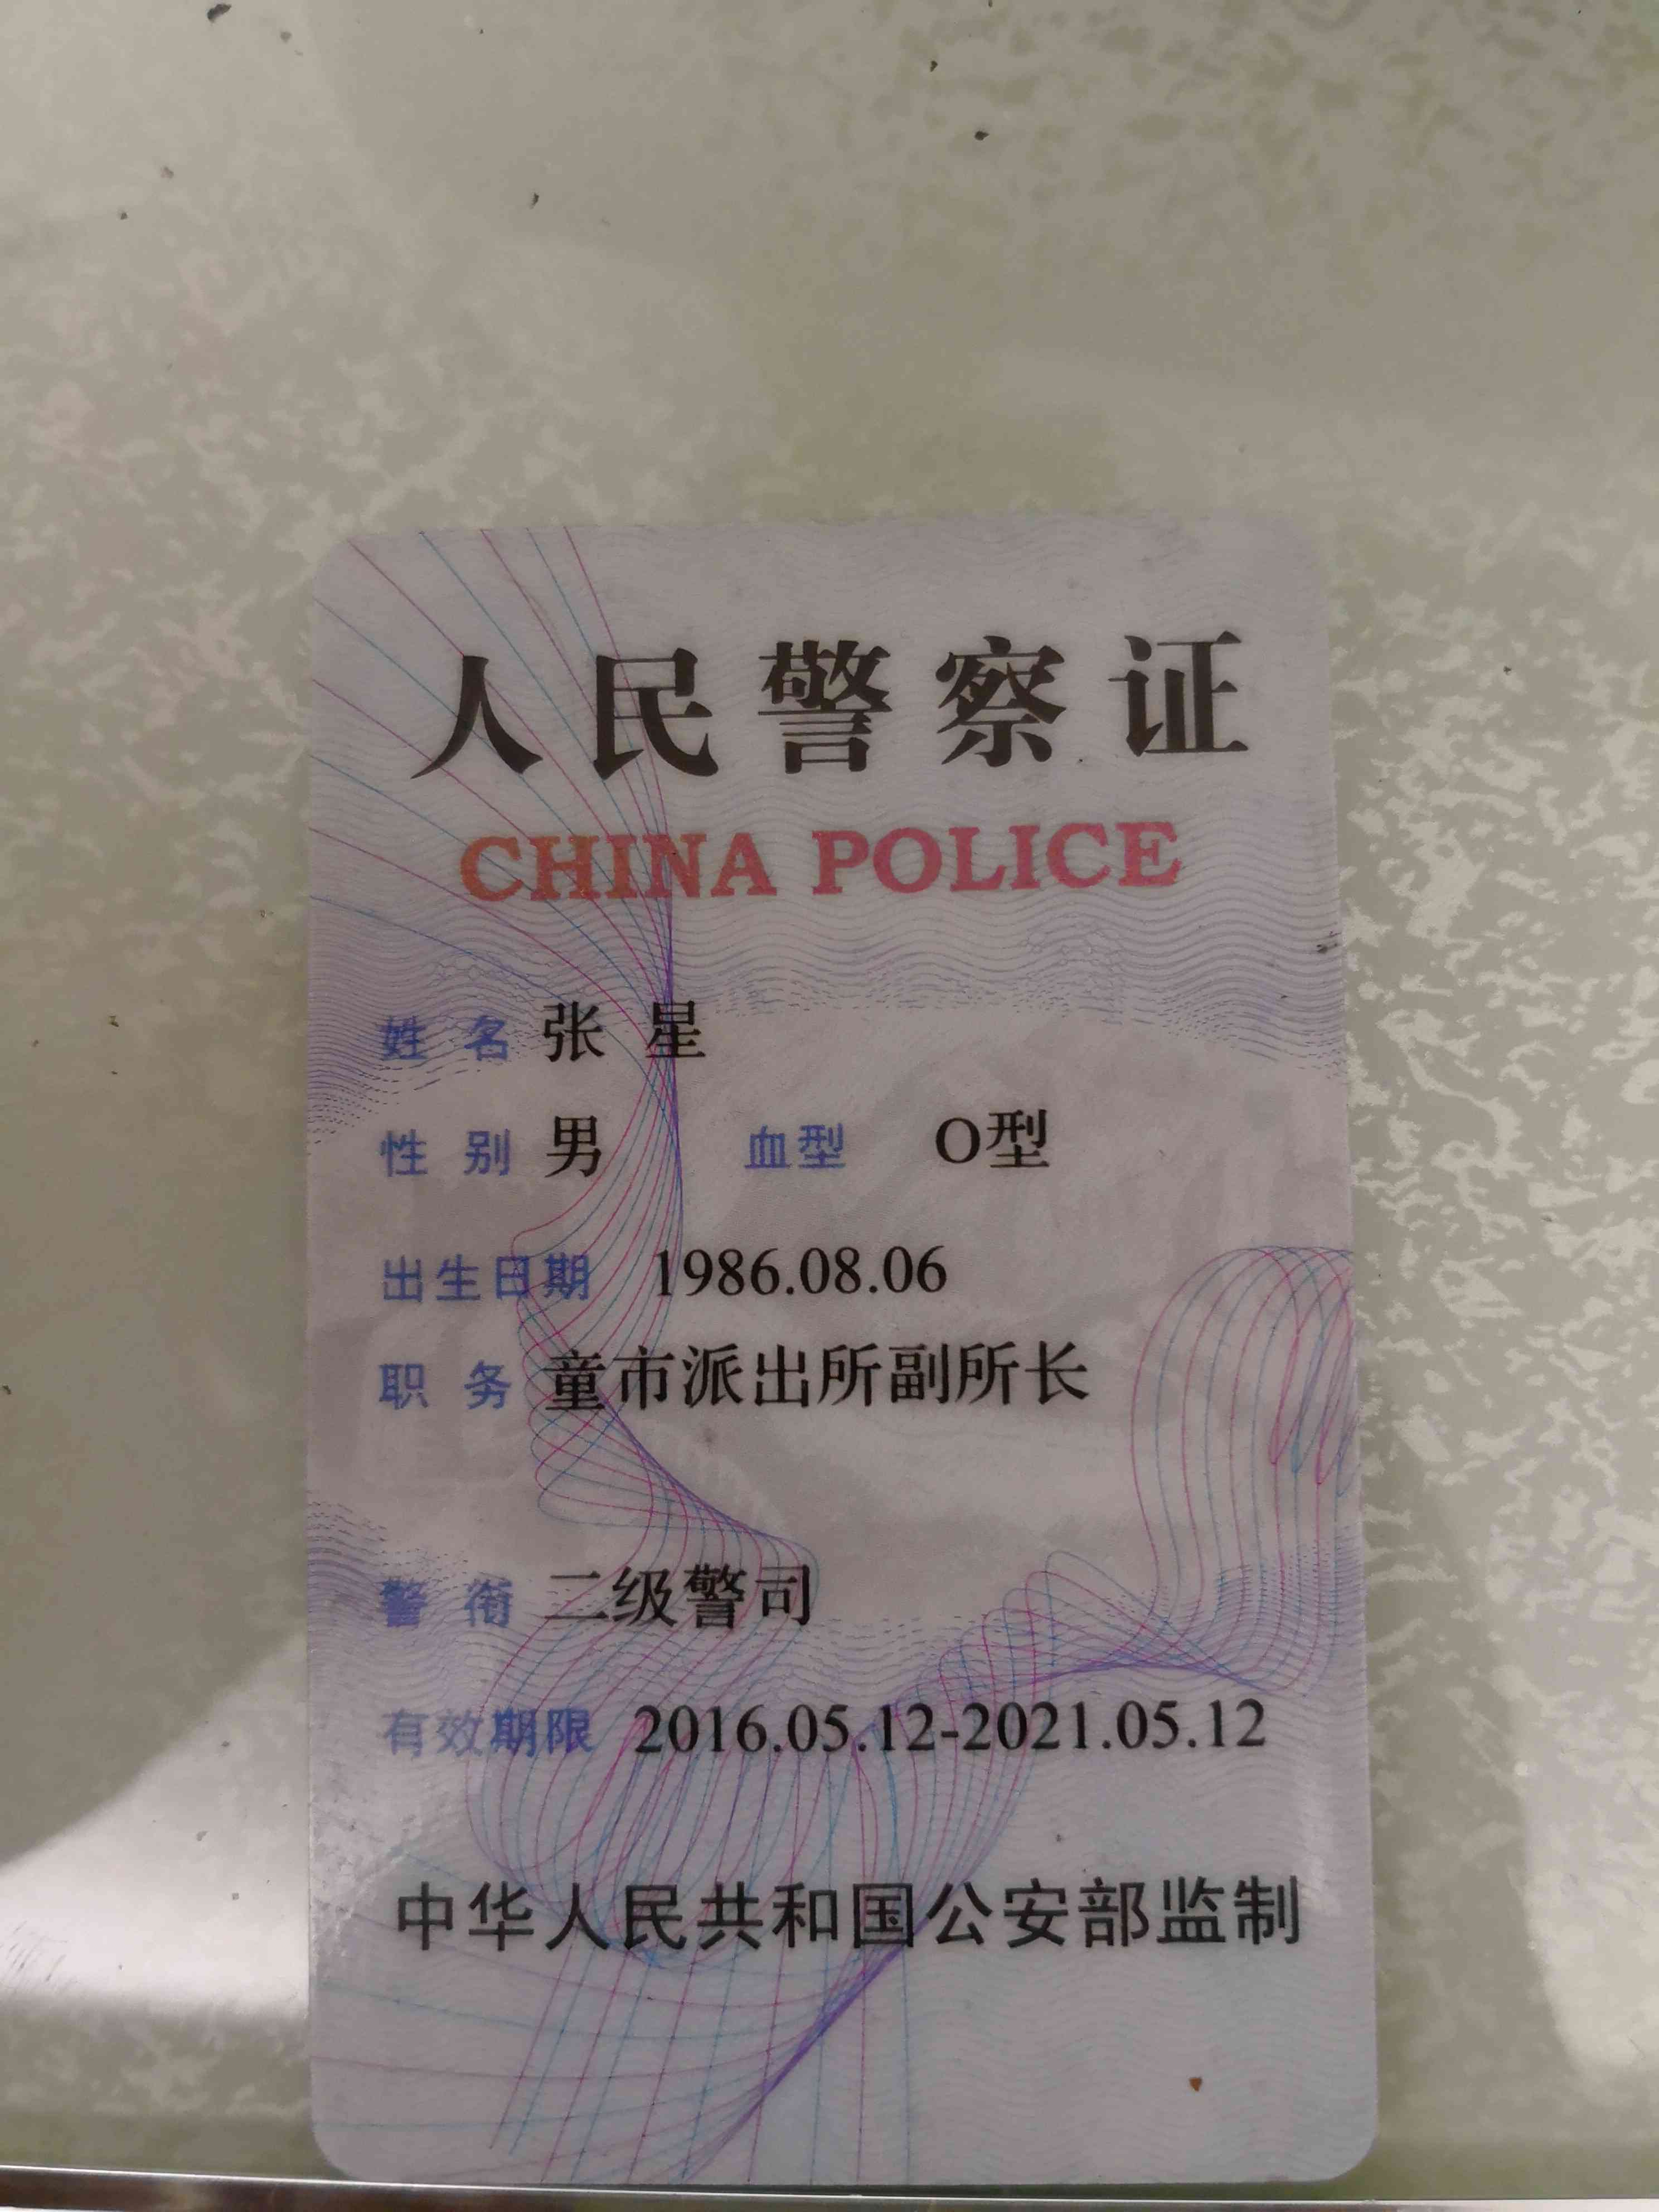 人民警察证
CHINA POLICE
姓名 张星
性别 男 血型 O型
出生日期 1986.08.06
职务 童市派出所副所长
警衔 二级警司
有效期限 2016.05.12-2021.05.12
中华人民共和国公安部监制